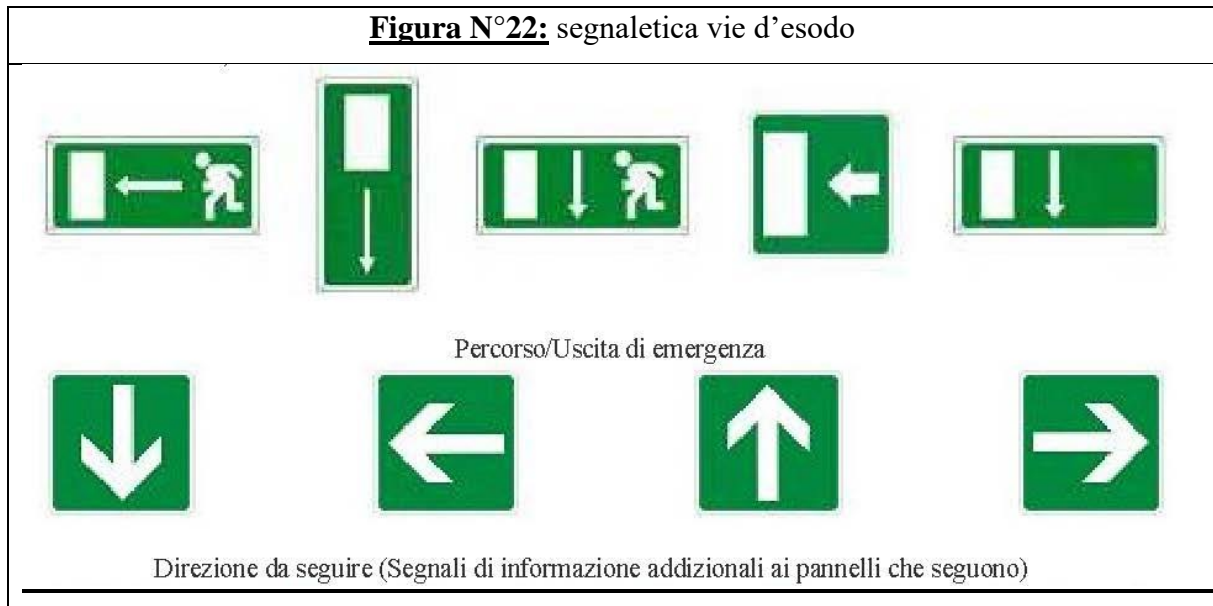 Figura N°22: segnaletica vie d'esodo
Percorso/Uscita di emergenza
Direzione da seguire (Segnali di informazione addizionali ai pannelli che seguono)